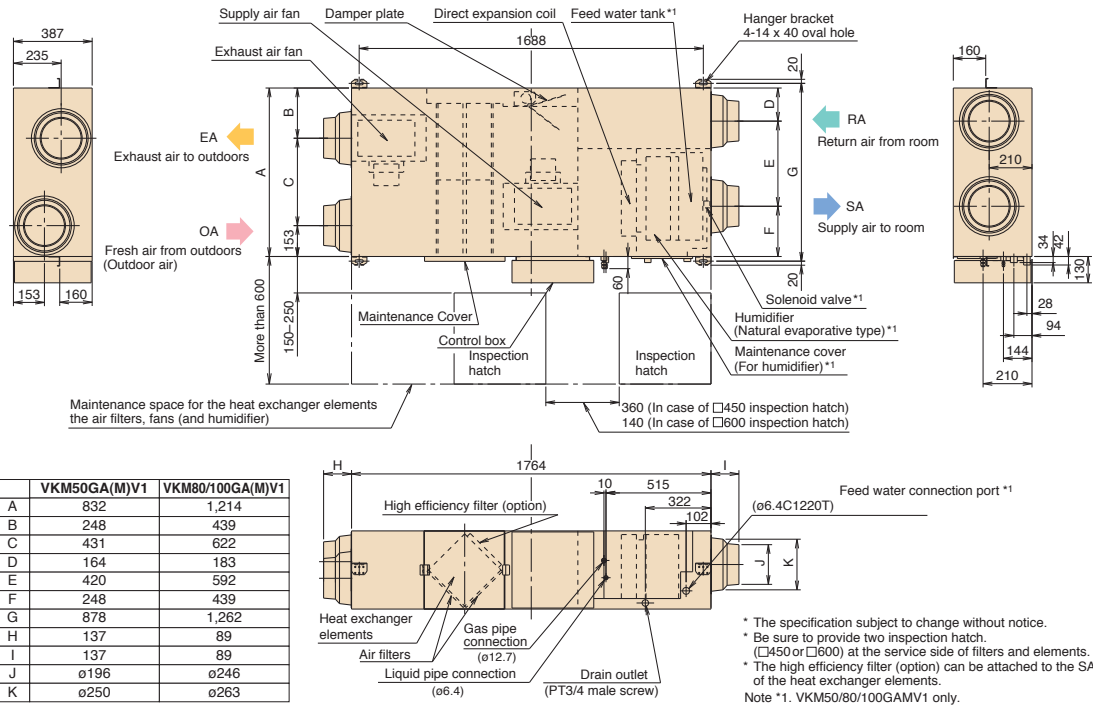 387
235
EA
Exhaust air to outdoors
OA
Fresh air from outdoors
(Outdoor air)
153
160
Supply air fan
Damper plate
Direct expansion coil
Feed water tank*1
Hanger bracket
4-14 x 40 oval hole
Exhaust air fan
1688
20
A
B
C
153
D
E
F
G
RA
Return air from room
SA
Supply air to room
160
210
34
42
130
28
94
144
210
20
60
More than 600
150–250
Maintenance Cover
Control box
Inspection
hatch
Inspection
hatch
Solenoid valve*1
Humidifier
(Natural evaporative type)*1
Maintenance cover
(For humidifier)*1
Maintenance space for the heat exchanger elements
the air filters, fans (and humidifier)
360 (In case of □450 inspection hatch)
140 (In case of □600 inspection hatch)
VKM50GA(M)V1 VKM80/100GA(M)V1
A 832 1,214
B 248 439
C 431 622
D 164 183
E 420 592
F 248 439
G 878 1,262
H 137 89
I 137 89
J ø196 ø246
K ø250 ø263
H
1764
I
10
515
322
102
High efficiency filter (option)
Feed water connection port *1
(ø6.4C1220T)
J
K
Heat exchanger
elements
Air filters
Gas pipe
connection
(ø12.7)
Liquid pipe connection
(ø6.4)
Drain outlet
(PT3/4 male screw)
* The specification subject to change without notice.
* Be sure to provide two inspection hatch.
(□450 or □600) at the service side of filters and elements.
* The high efficiency filter (option) can be attached to the SA
of the heat exchanger elements.
Note *1. VKM50/80/100GAMV1 only.